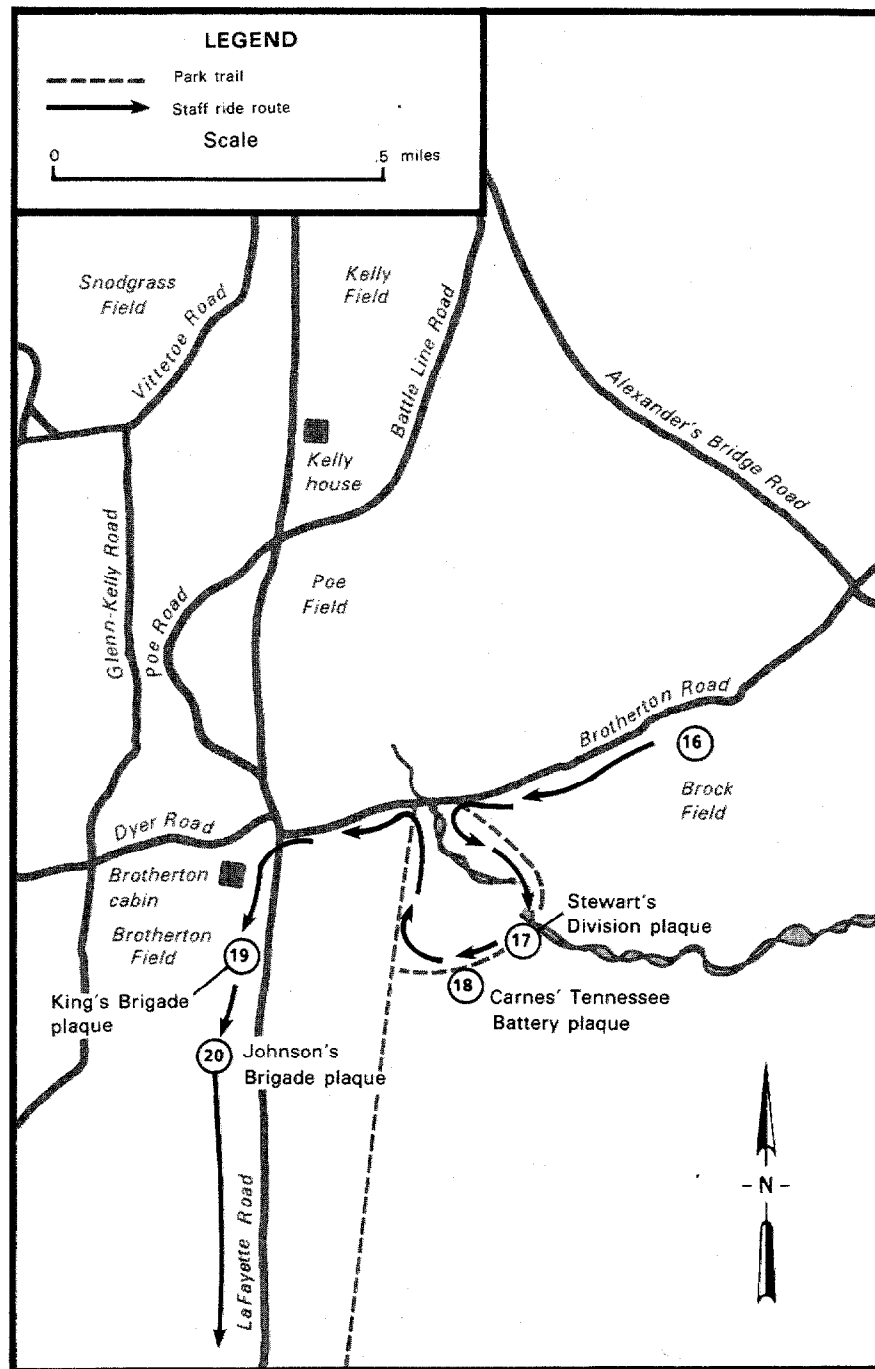 LEGEND
Park trail
Staff ride route
Scale
0 .5 miles
Snodgrass
Field
Vittetoe Road
Kelly
Field
Battle Line Road
Alexander's Bridge Road
Kelly
house
Glenn-Kelly Road
Poe Road
Poe
Field
Brotherton Road
16
Brock
Field
Dyer Road
Brotherton
cabin
Brotherton
Field
Stewart's
Division plaque
17
18
Carnes' Tennessee
Battery plaque
19
King's Brigade
plaque
20
Johnson's
Brigade plaque
LaFayette Road
- N -